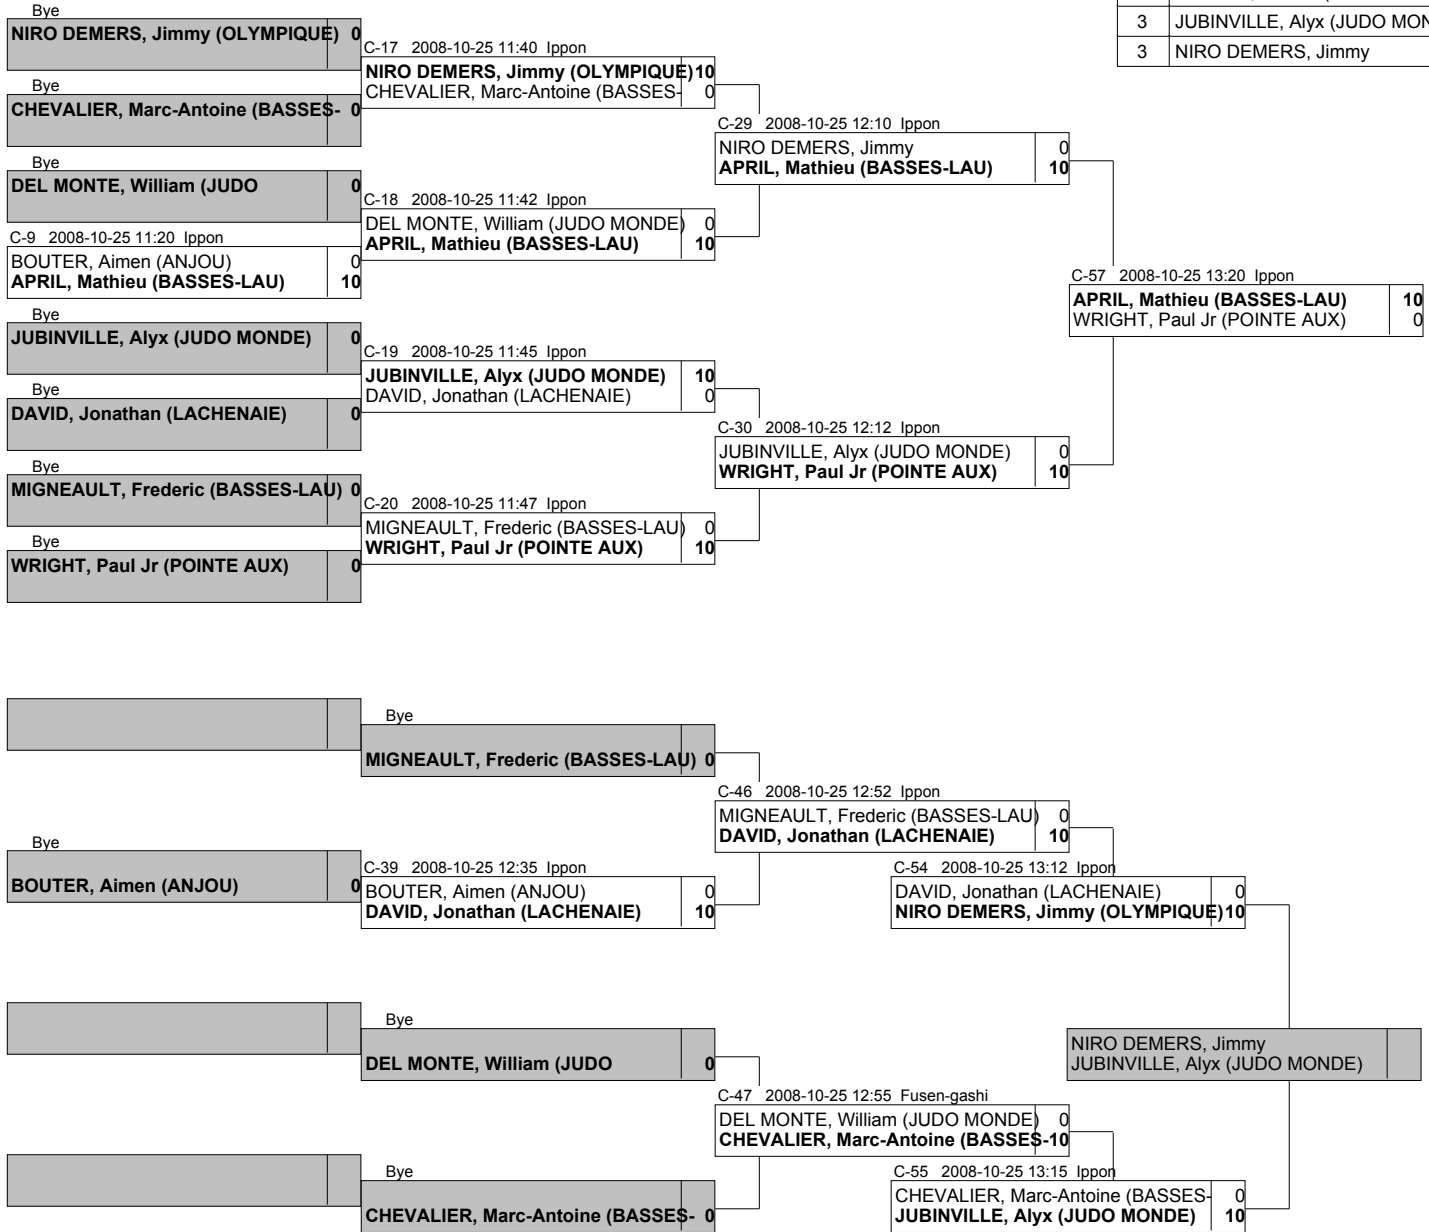 Bye
NIRO DEMERS, Jimmy (OLYMPIQUE) 0
Bye
CHEVALIER, Marc-Antoine (BASSES- 0
Bye
DEL MONTE, William (JUDO 0
C-9 2008-10-25 11:20 Ippon
BOUTER, Aimen (ANJOU) 0
APRIL, Mathieu (BASSES-LAU) 10
Bye
JUBINVILLE, Alyx (JUDO MONDE) 0
Bye
DAVID, Jonathan (LACHENAIE) 0
Bye
MIGNEAULT, Frederic (BASSES-LAU) 0
Bye
WRIGHT, Paul Jr (POINTE AUX) 0
C-17 2008-10-25 11:40 Ippon
NIRO DEMERS, Jimmy (OLYMPIQUE) 10
CHEVALIER, Marc-Antoine (BASSES- 0
C-18 2008-10-25 11:42 Ippon
DEL MONTE, William (JUDO MONDE) 0
APRIL, Mathieu (BASSES-LAU) 10
C-19 2008-10-25 11:45 Ippon
JUBINVILLE, Alyx (JUDO MONDE) 10
DAVID, Jonathan (LACHENAIE) 0
C-20 2008-10-25 11:47 Ippon
MIGNEAULT, Frederic (BASSES-LAU) 0
WRIGHT, Paul Jr (POINTE AUX) 10
C-29 2008-10-25 12:10 Ippon
NIRO DEMERS, Jimmy 0
APRIL, Mathieu (BASSES-LAU) 10
C-30 2008-10-25 12:12 Ippon
JUBINVILLE, Alyx (JUDO MONDE) 0
WRIGHT, Paul Jr (POINTE AUX) 10
3 JUBINVILLE, Alyx (JUDO MON
3 NIRO DEMERS, Jimmy
C-57 2008-10-25 13:20 Ippon
APRIL, Mathieu (BASSES-LAU) 10
WRIGHT, Paul Jr (POINTE AUX) 0
Bye
MIGNEAULT, Frederic (BASSES-LAU) 0
Bye
BOUTER, Aimen (ANJOU) 0
C-39 2008-10-25 12:35 Ippon
BOUTER, Aimen (ANJOU) 0
DAVID, Jonathan (LACHENAIE) 10
C-46 2008-10-25 12:52 Ippon
MIGNEAULT, Frederic (BASSES-LAU) 0
DAVID, Jonathan (LACHENAIE) 10
C-54 2008-10-25 13:12 Ippon
DAVID, Jonathan (LACHENAIE) 0
NIRO DEMERS, Jimmy (OLYMPIQUE) 10
Bye
DEL MONTE, William (JUDO 0
Bye
CHEVALIER, Marc-Antoine (BASSES- 0
C-47 2008-10-25 12:55 Fusen-gashi
DEL MONTE, William (JUDO MONDE) 0
CHEVALIER, Marc-Antoine (BASSES- 10
C-55 2008-10-25 13:15 Ippon
CHEVALIER, Marc-Antoine (BASSES- 0
JUBINVILLE, Alyx (JUDO MONDE) 10
NIRO DEMERS, Jimmy
JUBINVILLE, Alyx (JUDO MONDE)